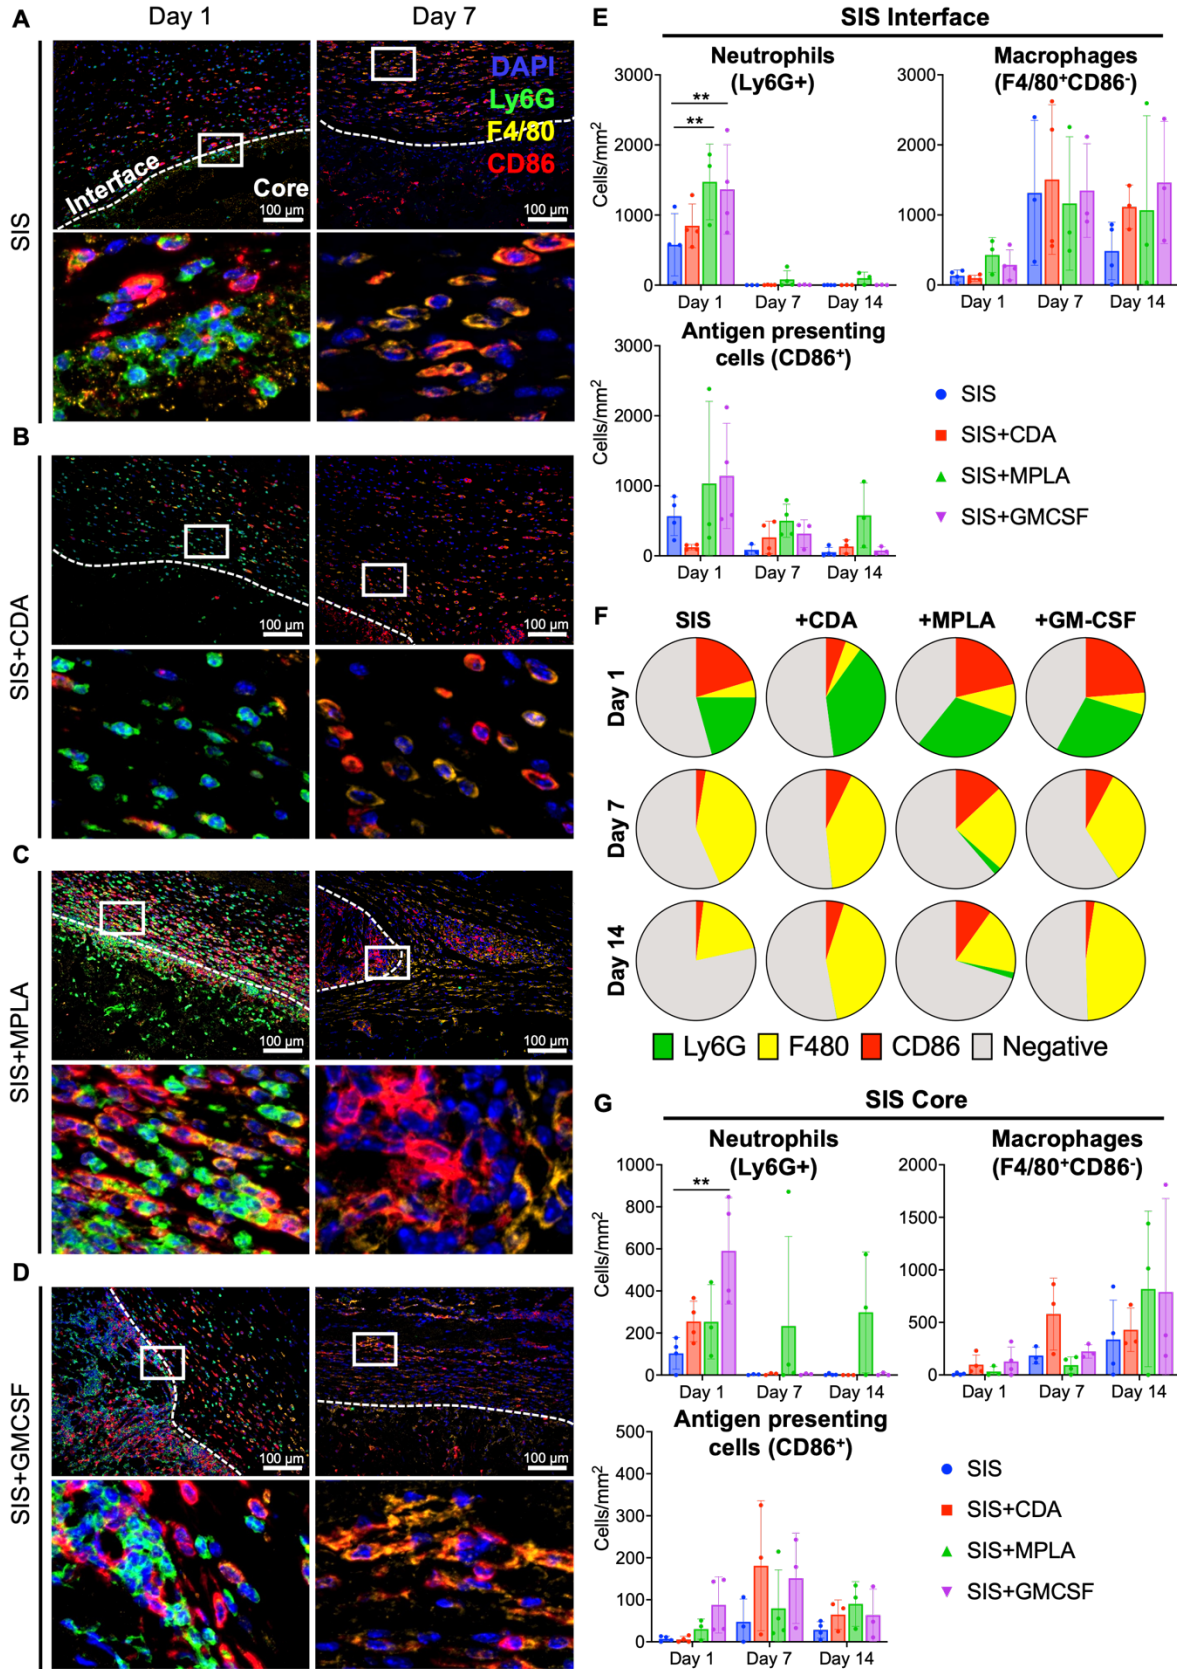 A
Day 1
Day 7
SIS
DAPI
Ly6G
F4/80
CD86
Interface
Core
100 µm
100 µm
B
SIS+CDA
100 µm
100 µm
C
SIS+MPLA
100 µm
100 µm
D
SIS+GMCSF
100 µm
100 µm
E
SIS Interface
Neutrophils
(Ly6G+)
Cells/mm²
3000
2000
1000
0
**
**
Day 1
Day 7
Day 14
Macrophages
(F4/80⁺CD86⁻)
3000
2000
1000
0
Day 1
Day 7
Day 14
Antigen presenting
cells (CD86⁺)
Cells/mm²
3000
2000
1000
0
Day 1
Day 7
Day 14
SIS
SIS+CDA
SIS+MPLA
SIS+GMCSF
F
SIS
+CDA
+MPLA
+GM-CSF
Day 1
Day 7
Day 14
Ly6G
F480
CD86
Negative
G
SIS Core
Neutrophils
(Ly6G+)
Cells/mm²
1000
800
600
400
200
0
**
Day 1
Day 7
Day 14
Macrophages
(F4/80⁺CD86⁻)
2000
1500
1000
500
0
Day 1
Day 7
Day 14
Antigen presenting
cells (CD86⁺)
Cells/mm²
500
400
300
200
100
0
Day 1
Day 7
Day 14
SIS
SIS+CDA
SIS+MPLA
SIS+GMCSF